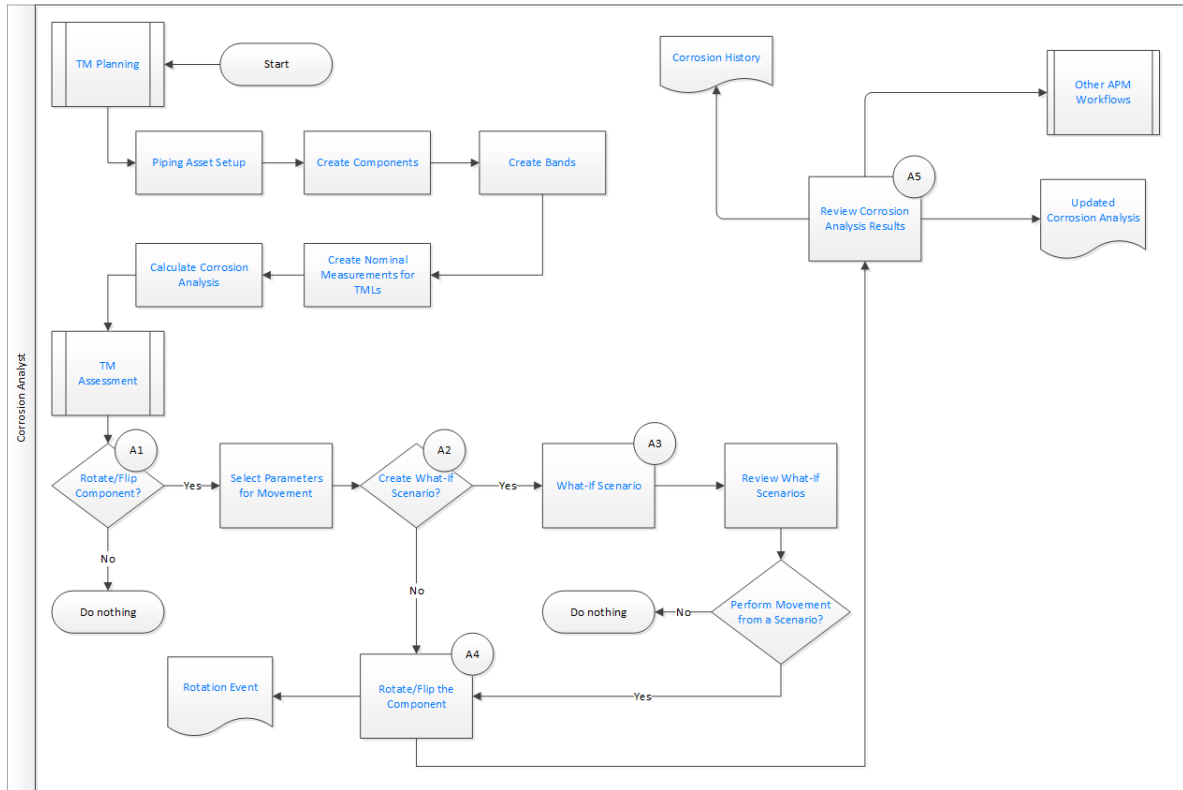 Corrosion Analyst
TM Planning
Start
Piping Asset Setup
Create Components
Create Bands
Calculate Corrosion
Analysis
Create Nominal
Measurements for
TMLs
TM
Assessment
A1
Rotate/Flip
Component?
Yes
No
Do nothing
Select Parameters
for Movement
A2
Create What-If
Scenario?
Yes
No
A3
What-If Scenario
Review What-If
Scenarios
Perform Movement
from a Scenario?
No
Do nothing
Yes
A4
Rotate/Flip the
Component
Rotation Event
A5
Review Corrosion
Analysis Results
Corrosion History
Other APM
Workflows
Updated
Corrosion Analysis